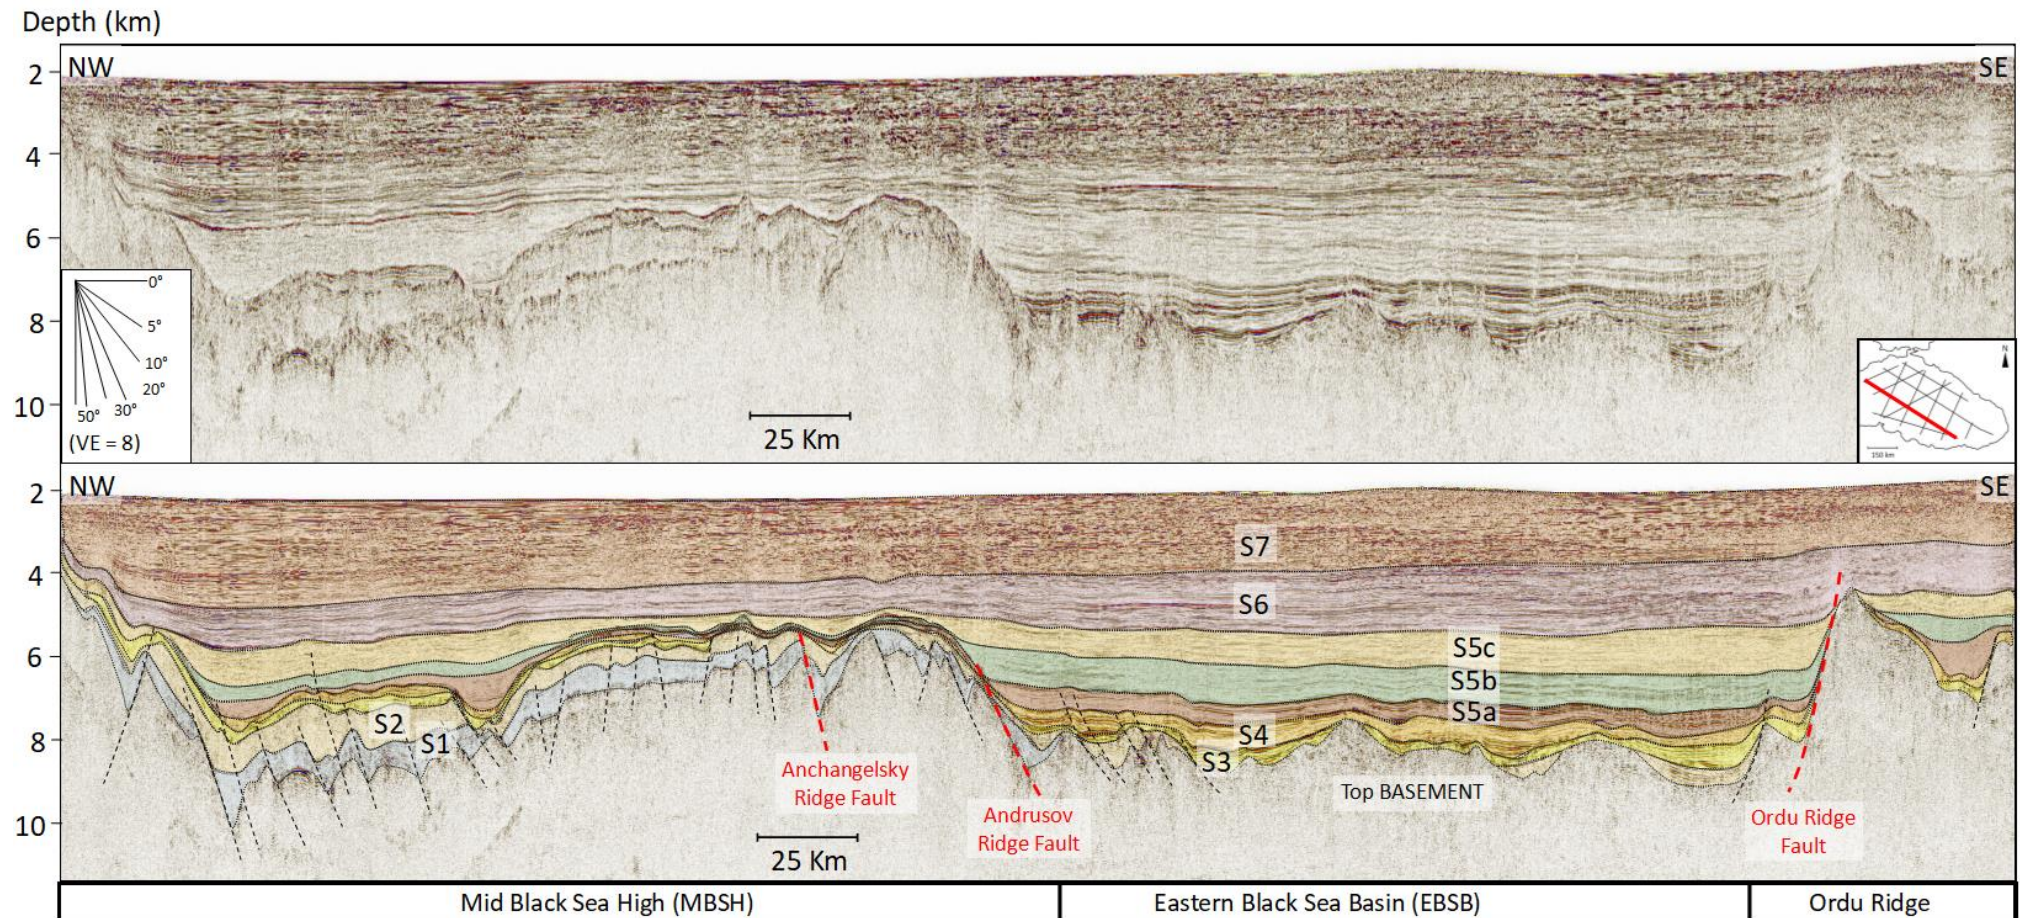 Depth (km)
NW
SE
2
4
6
8
10
0°
5°
10°
20°
30°
50°
(VE = 8)
25 Km
N
150 km
NW
SE
2
4
6
8
10
S7
S6
S5c
S5b
S5a
S4
S3
S2
S1
Top BASEMENT
Anchangelsky
Ridge Fault
Andrusov
Ridge Fault
Ordu Ridge
Fault
25 Km
Mid Black Sea High (MBSH)
Eastern Black Sea Basin (EBSB)
Ordu Ridge